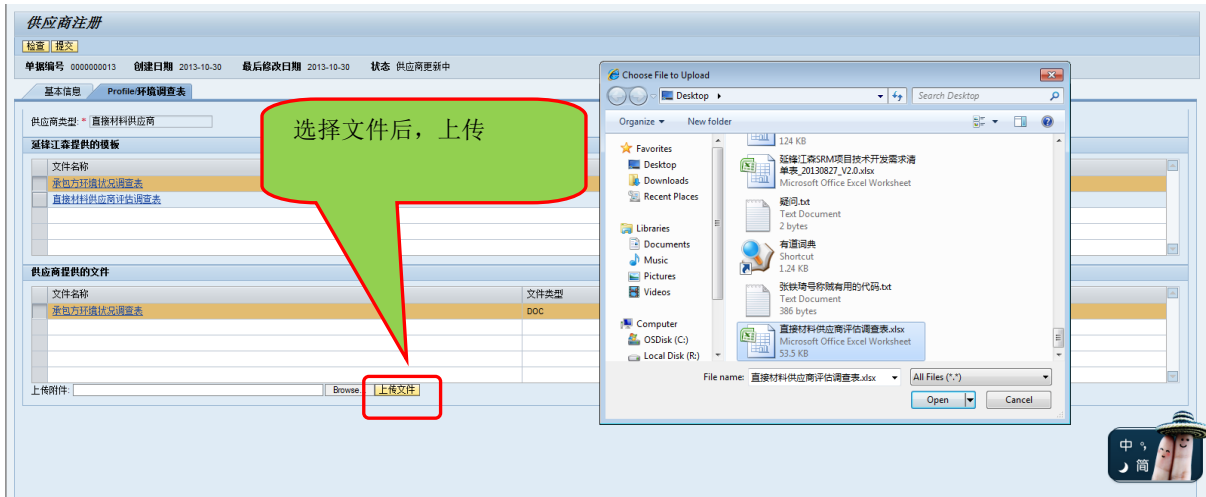 供应商注册
检查 提交
单据编号 0000000013 创建日期 2013-10-30 最后修改日期 2013-10-30 状态 供应商更新中
基本信息 Profile/环境调查表
供应商类型: * 直接材料供应商
延锋江森提供的模板
文件名称
承包方环境状况调查表
直接材料供应商评估调查表
供应商提供的文件
文件名称 文件类型
承包方环境状况调查表 DOC
上传附件: Browse. 上传文件
选择文件后，上传
Choose File to Upload
Desktop
Search Desktop
Organize New folder
Favorites
Desktop
Downloads
Recent Places
Libraries
Documents
Music
Pictures
Videos
Computer
OSDisk (C:)
Local Disk (R:)
124 KB
延锋江森SRM项目技术开发需求清
单表_20130827_V2.0.xlsx
Microsoft Office Excel Worksheet
疑问.txt
Text Document
2 bytes
有道词典
Shortcut
1.24 KB
张轶琦号称贼有用的代码.txt
Text Document
386 bytes
直接材料供应商评估调查表.xlsx
Microsoft Office Excel Worksheet
53.5 KB
File name: 直接材料供应商评估调查表.xlsx All Files (*.*)
Open Cancel
中 °,
简